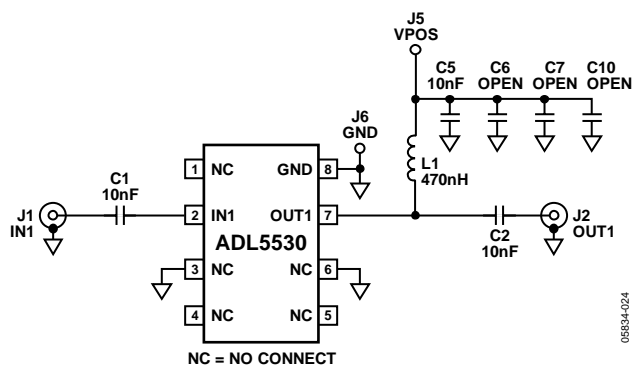 J5
VPOS
C5
10nF
C6
OPEN
C7
OPEN
C10
OPEN
J6
GND
L1
470nH
C1
10nF
J1
IN1
1 NC
GND 8
2 IN1
OUT1 7
ADL5530
3 NC
NC 6
4 NC
NC 5
C2
10nF
J2
OUT1
NC = NO CONNECT
05834-024